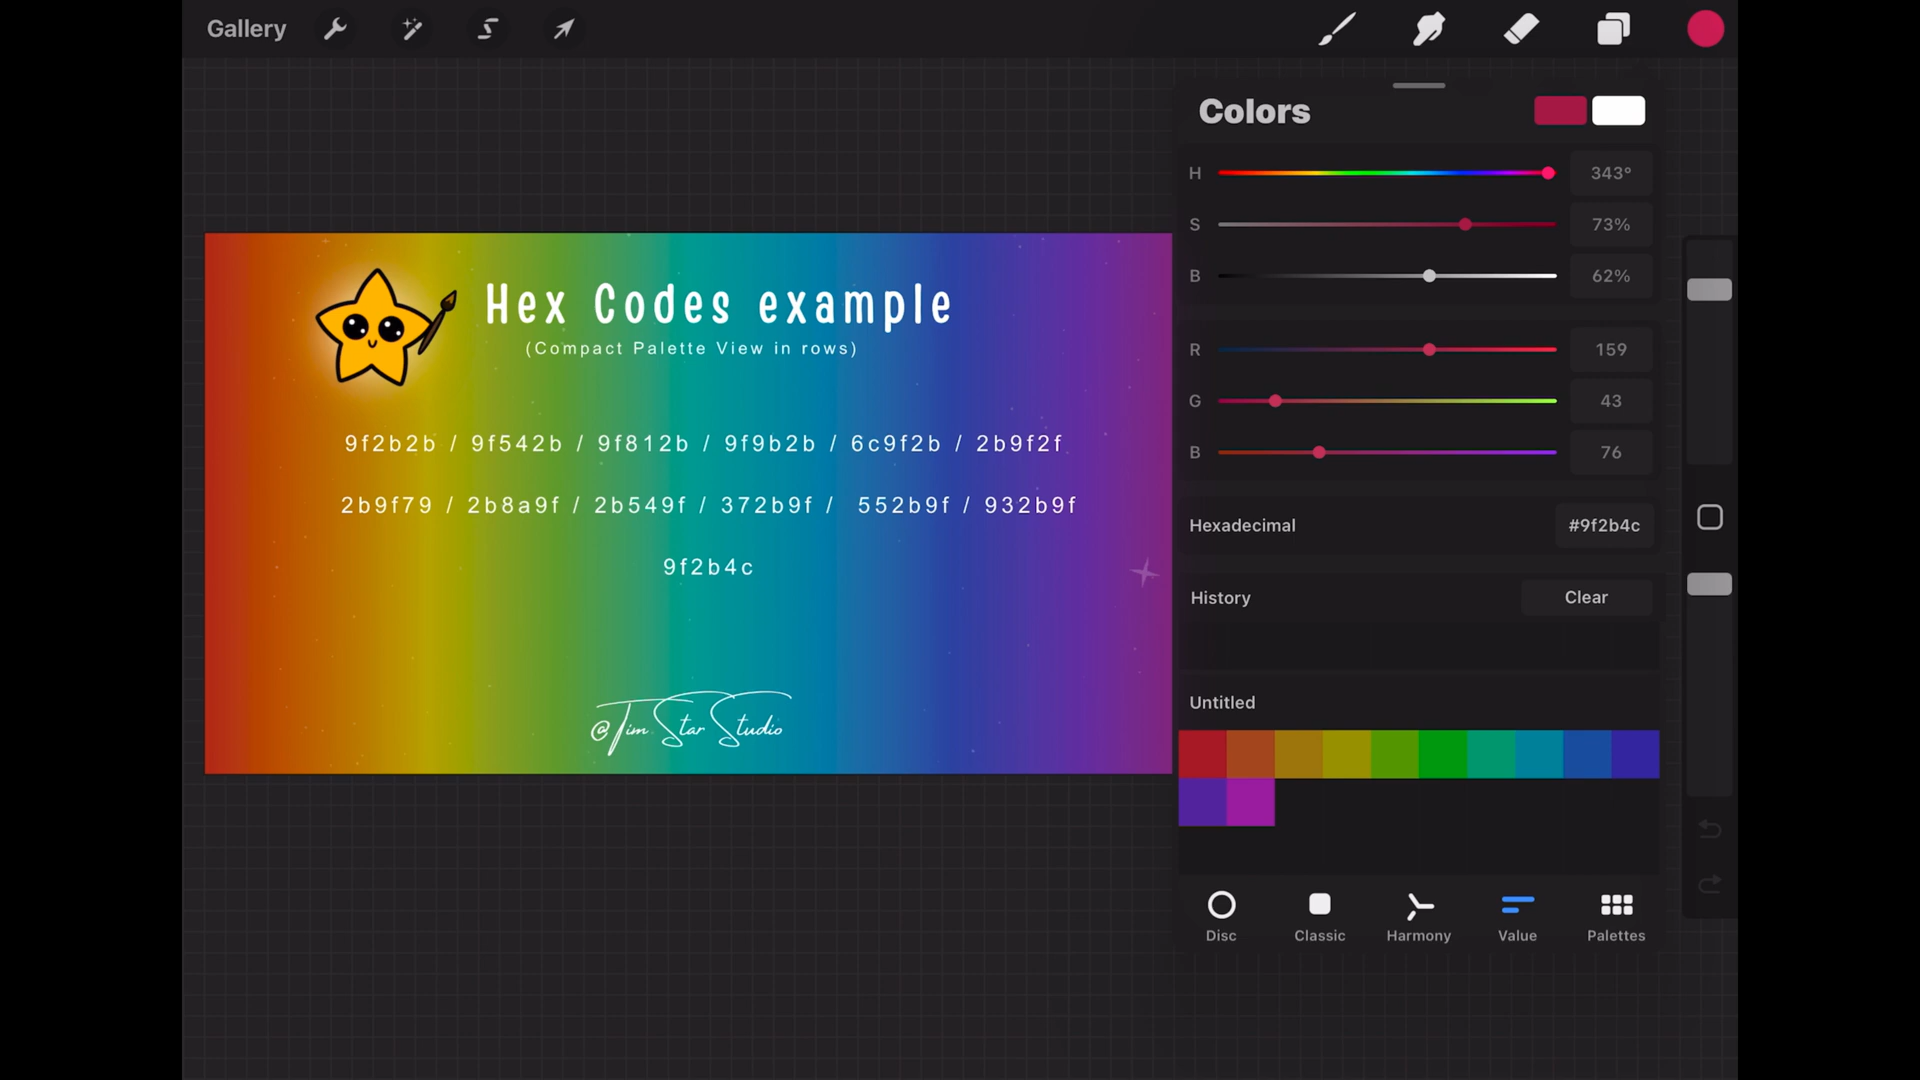 Gallery
Colors
H 343°
S 73%
B 62%
R 159
G 43
B 76
Hexadecimal #9f2b4c
History Clear
Untitled
Disc Classic Harmony Value Palettes
Hex Codes example
(Compact Palette View in rows)
9f2b2b / 9f542b / 9f812b / 9f9b2b / 6c9f2b / 2b9f2f
2b9f79 / 2b8a9f / 2b549f / 372b9f / 552b9f / 932b9f
9f2b4c
@Tim Star Studio